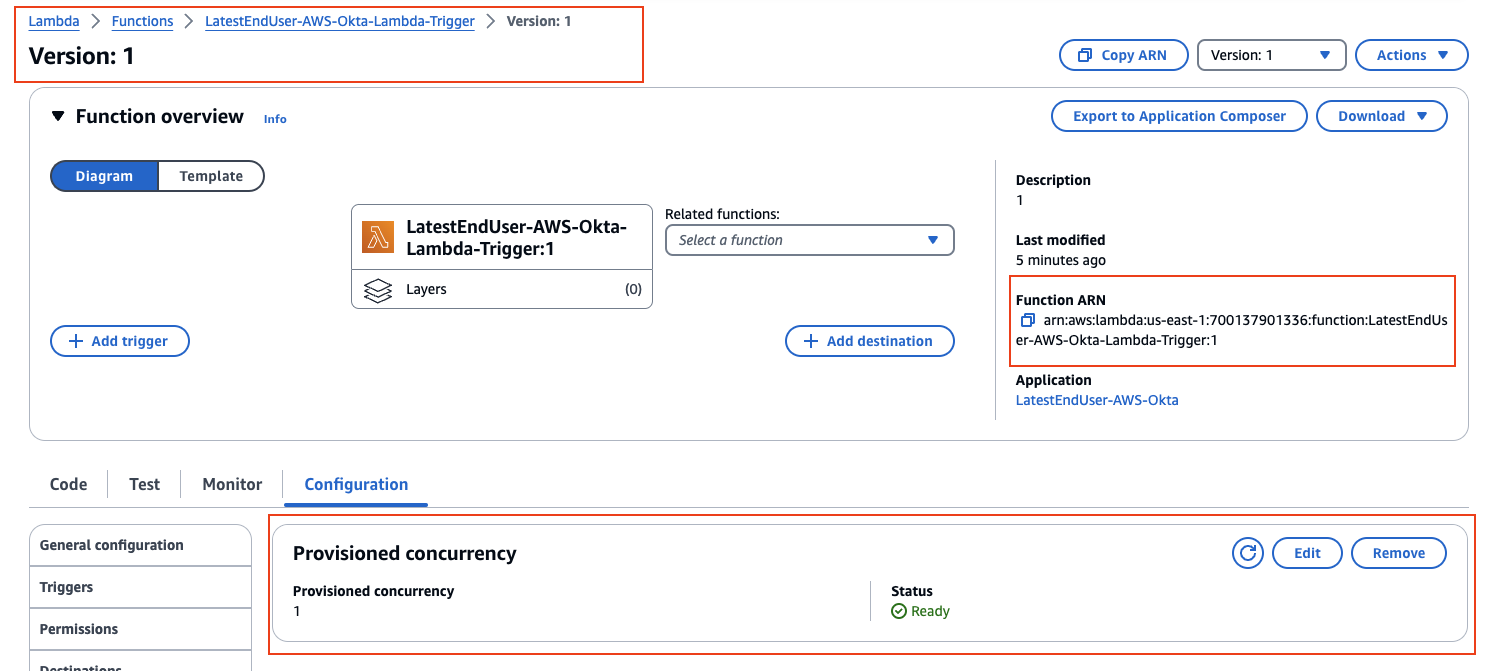 Lambda > Functions > LatestEndUser-AWS-Okta-Lambda-Trigger > Version: 1
Version: 1
Copy ARN
Version: 1
Actions
Function overview Info
Export to Application Composer
Download
Diagram
Template
LatestEndUser-AWS-Okta-
Lambda-Trigger:1
Layers (0)
Related functions:
Select a function
+ Add trigger
+ Add destination
Description
1
Last modified
5 minutes ago
Function ARN
arn:aws:lambda:us-east-1:700137901336:function:LatestEndUs
er-AWS-Okta-Lambda-Trigger:1
Application
LatestEndUser-AWS-Okta
Code
Test
Monitor
Configuration
General configuration
Triggers
Permissions
Destinations
Provisioned concurrency
Edit
Remove
Provisioned concurrency
1
Status
Ready